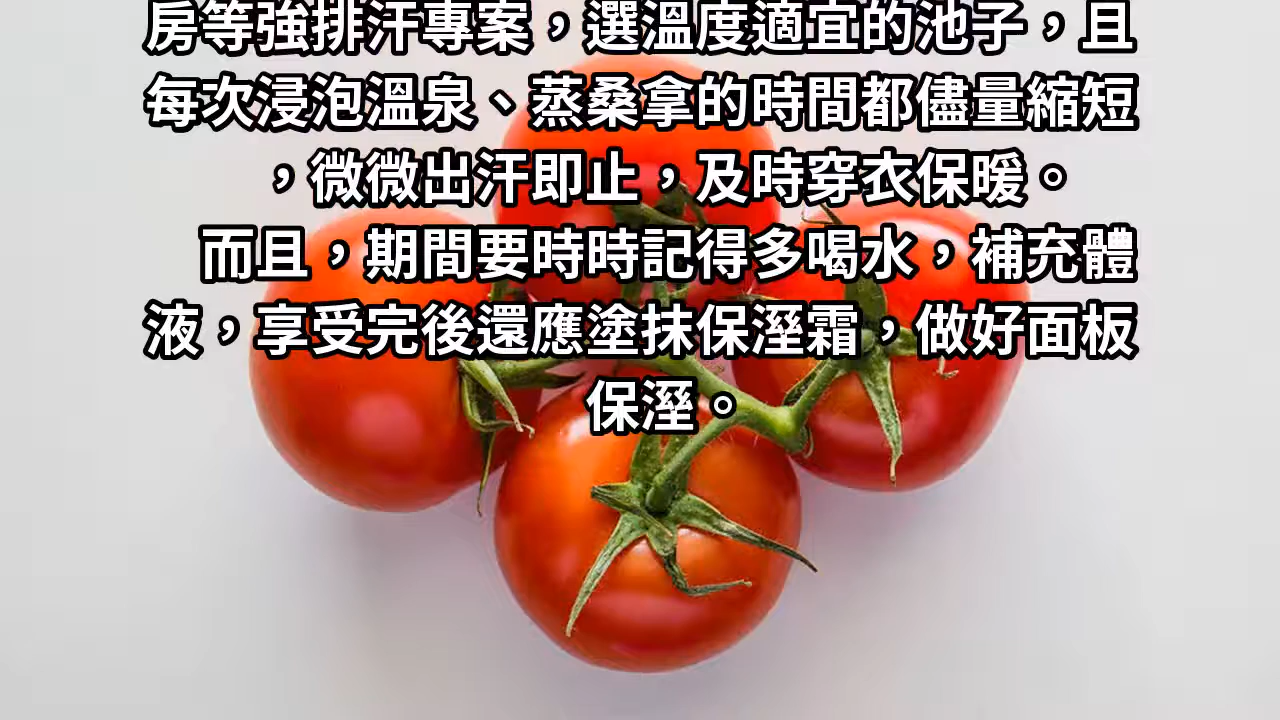 房等強排汗專案，選溫度適宜的池子，且
每次浸泡溫泉、蒸桑拿的時間都儘量縮短
，微微出汗即止，及時穿衣保暖。
而且，期間要時時記得多喝水，補充體
液，享受完後還應塗抹保溼霜，做好面板
保溼。